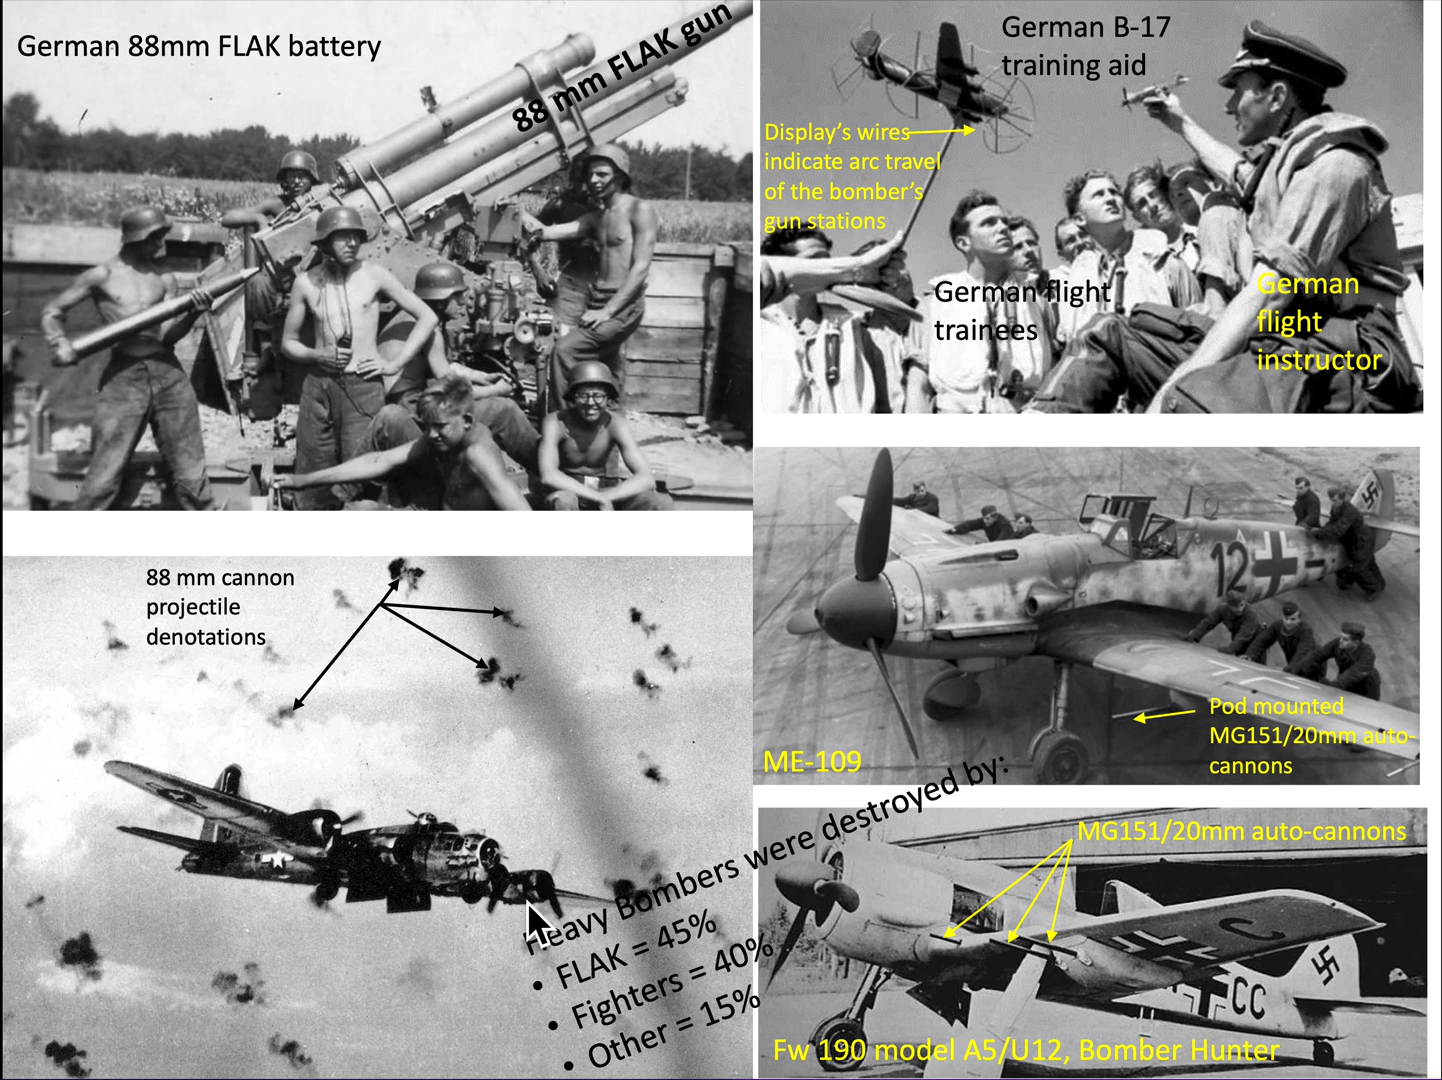 German 88mm FLAK battery
88 mm FLAK gun
German B-17
training aid
Display's wires
indicate arc travel
of the bomber's
gun stations
German flight
trainees
German
flight
instructor
88 mm cannon
projectile
denotations
12
Pod mounted
MG151/20mm auto-
cannons
ME-109
Heavy Bombers were destroyed by:
• FLAK = 45%
• Fighters = 40%
• Other = 15%
MG151/20mm auto-cannons
C
CC
Fw 190 model A5/U12, Bomber Hunter